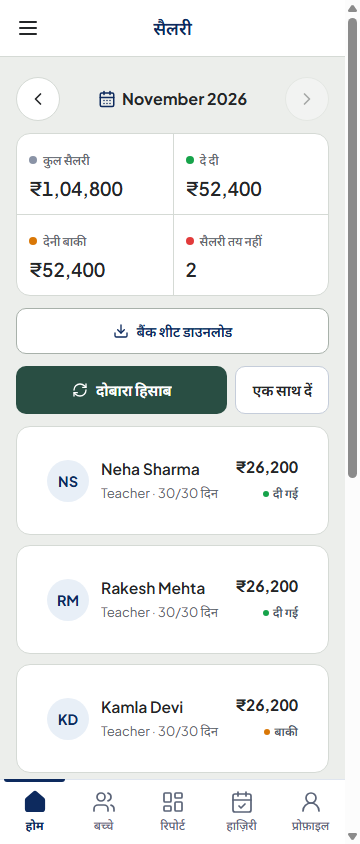 सैलरी
November 2026
कुल सैलरी
₹1,04,800
दे दी
₹52,400
देनी बाकी
₹52,400
सैलरी तय नहीं
2
बैंक शीट डाउनलोड
दोबारा हिसाब
एक साथ दें
NS
Neha Sharma
Teacher · 30/30 दिन
₹26,200
दी गई
RM
Rakesh Mehta
Teacher · 30/30 दिन
₹26,200
दी गई
KD
Kamla Devi
Teacher · 30/30 दिन
₹26,200
बाकी
होम
बच्चे
रिपोर्ट
हाज़िरी
प्रोफ़ाइल